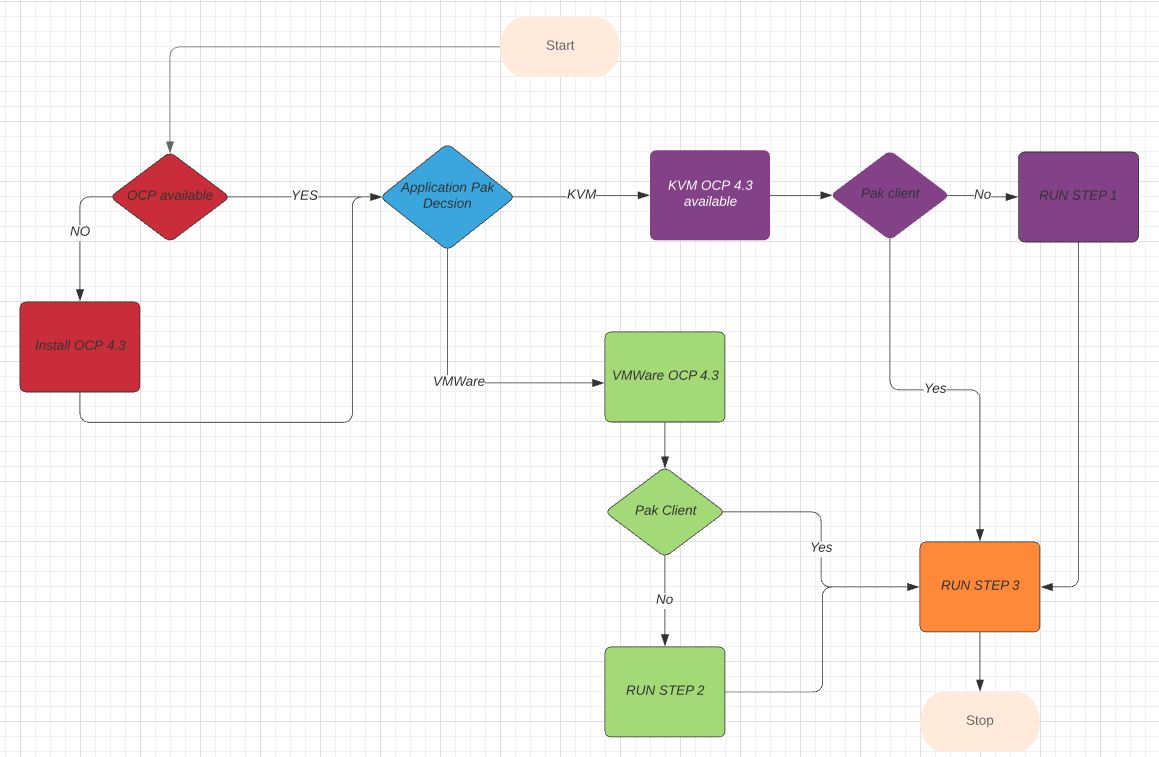 Start
OCP available
YES
Application Pak
Decsion
KVM
KVM OCP 4.3
available
Pak client
No
RUN STEP 1
NO
Install OCP 4.3
VMWare
VMWare OCP 4.3
Yes
Pak Client
Yes
No
RUN STEP 3
RUN STEP 2
Stop